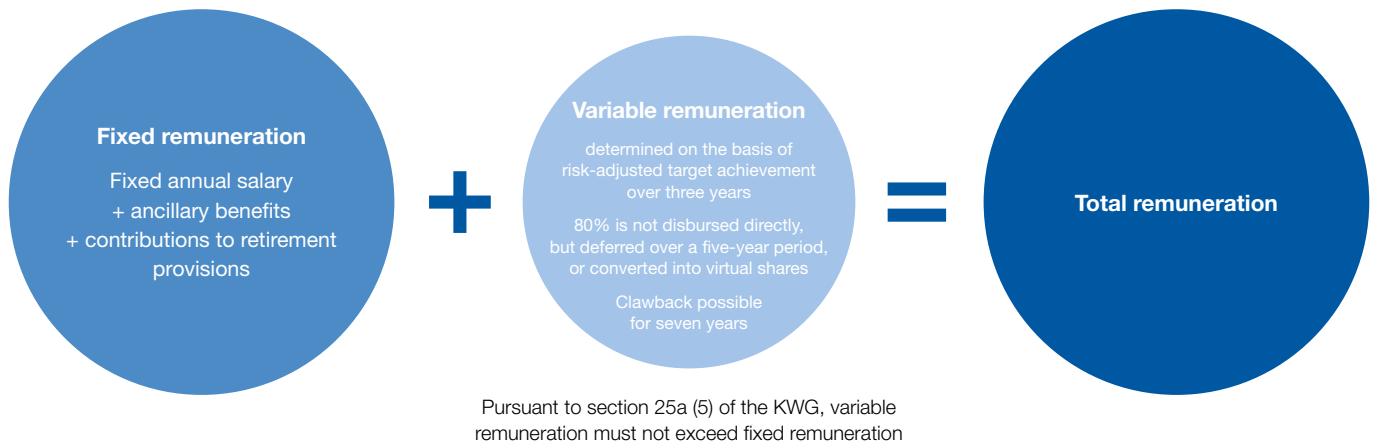 Fixed remuneration
Fixed annual salary
+ ancillary benefits
+ contributions to retirement
provisions
+
Variable remuneration
determined on the basis of
risk-adjusted target achievement
over three years
80% is not disbursed directly,
but deferred over a five-year period,
or converted into virtual shares
Clawback possible
for seven years
=
Total remuneration
Pursuant to section 25a (5) of the KWG, variable
remuneration must not exceed fixed remuneration